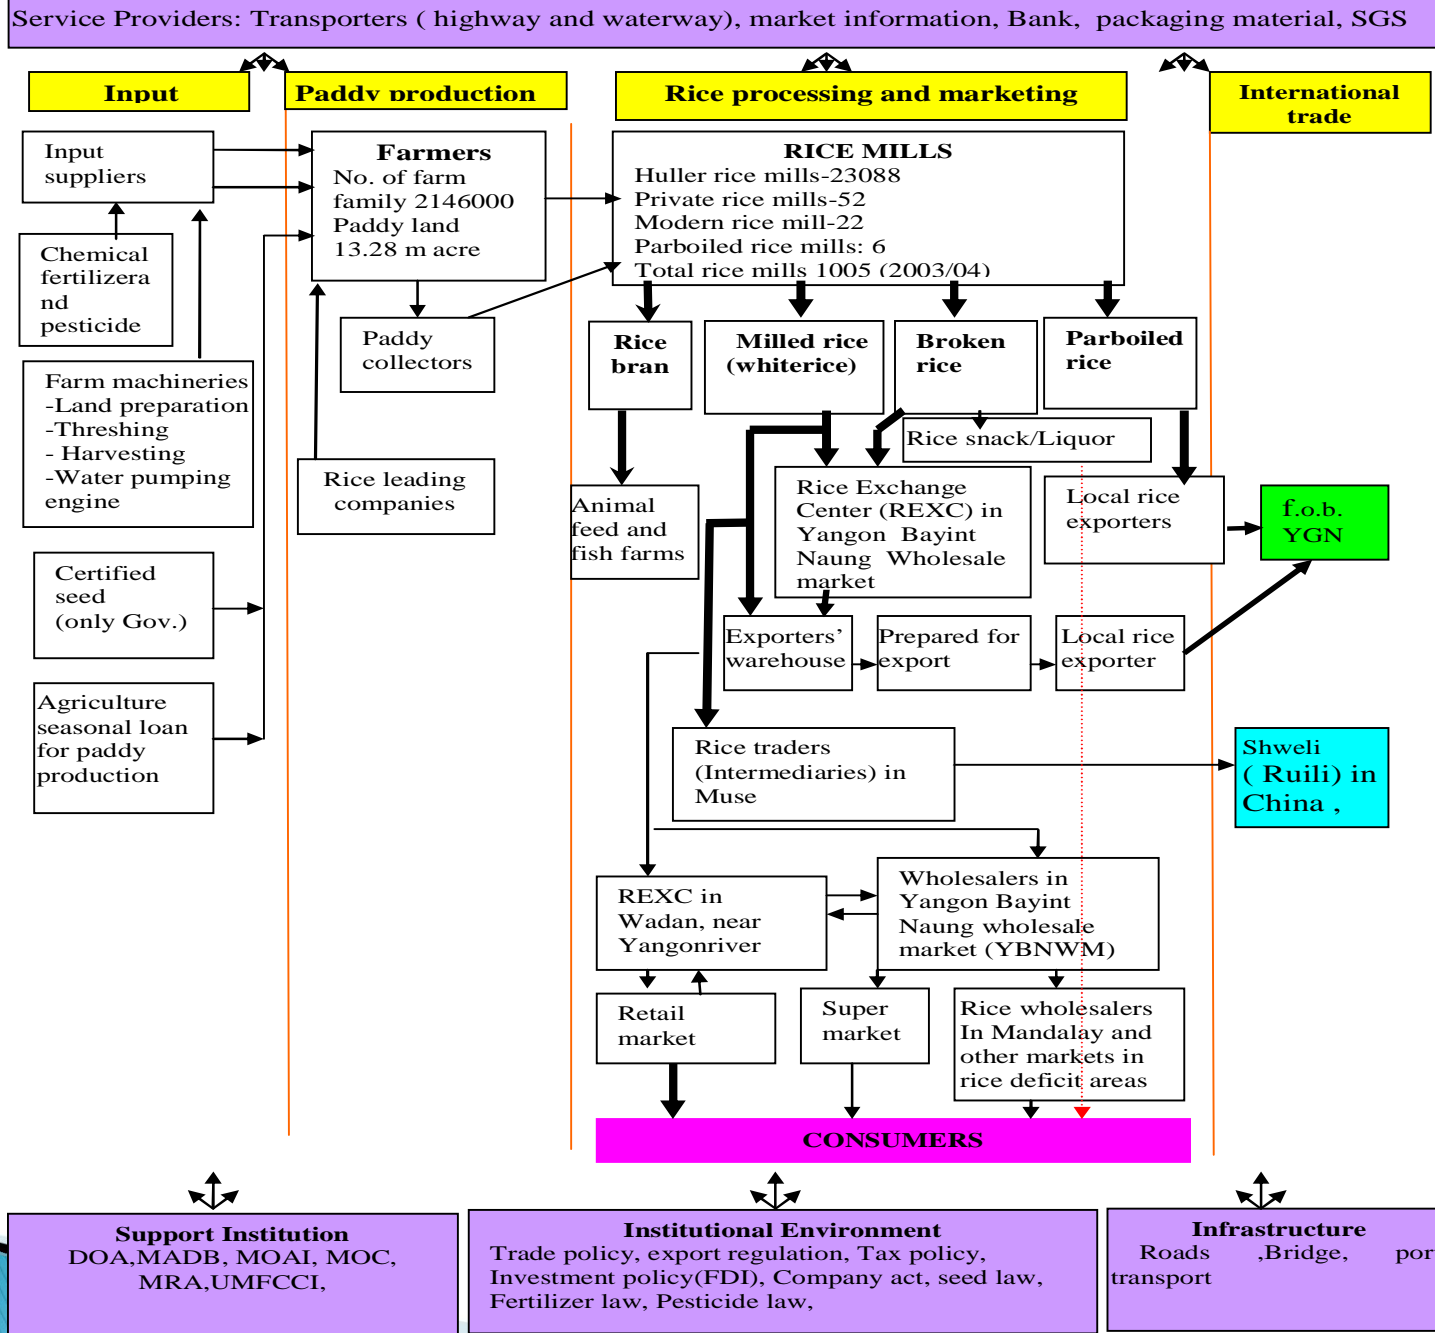 Service Providers: Transporters ( highway and waterway), market information, Bank, packaging material, SGS
Input
Paddy production
Rice processing and marketing
International
trade
Input
suppliers
Farmers
No. of farm
family 2146000
Paddy land
13.28 m acre
RICE MILLS
Huller rice mills-23088
Private rice mills-52
Modern rice mill-22
Parboiled rice mills: 6
Total rice mills 1005 (2003/04)
Chemical
fertilizera
nd
pesticide
Paddy
collectors
Rice
bran
Milled rice
(whiterice)
Broken
rice
Parboiled
rice
Farm machineries
-Land preparation
-Threshing
- Harvesting
-Water pumping
engine
Rice leading
companies
Rice snack/Liquor
Animal
feed and
fish farms
Rice Exchange
Center (REXC) in
Yangon Bayint
Naung Wholesale
market
Local rice
exporters
f.o.b.
YGN
Certified
seed
(only Gov.)
Exporters’
warehouse
Prepared for
export
Local rice
exporter
Agriculture
seasonal loan
for paddy
production
Rice traders
(Intermediaries) in
Muse
Shweli
( Ruili) in
China ,
REXC in
Wadan, near
Yangonriver
Wholesalers in
Yangon Bayint
Naung wholesale
market (YBNWM)
Retail
market
Super
market
Rice wholesalers
In Mandalay and
other markets in
rice deficit areas
CONSUMERS
Support Institution
DOA,MADB, MOAI, MOC,
MRA,UMFCCI,
Institutional Environment
Trade policy, export regulation, Tax policy,
Investment policy(FDI), Company act, seed law,
Fertilizer law, Pesticide law,
Infrastructure
Roads ,Bridge, por
transport